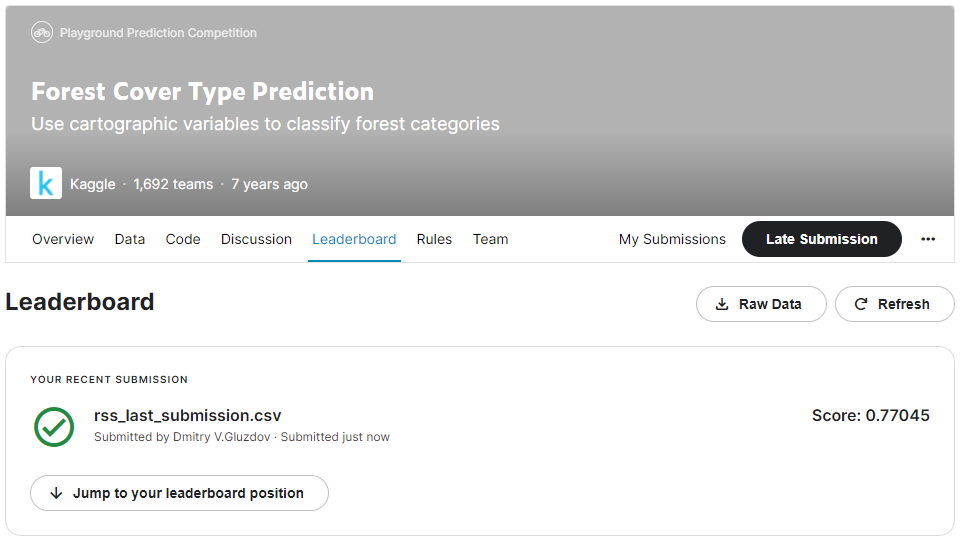 Playground Prediction Competition
Forest Cover Type Prediction
Use cartographic variables to classify forest categories
k Kaggle · 1,692 teams · 7 years ago
Overview Data Code Discussion Leaderboard Rules Team My Submissions Late Submission ···
Leaderboard Raw Data Refresh
YOUR RECENT SUBMISSION
rss_last_submission.csv Score: 0.77045
Submitted by Dmitry V.Gluzdov · Submitted just now
Jump to your leaderboard position